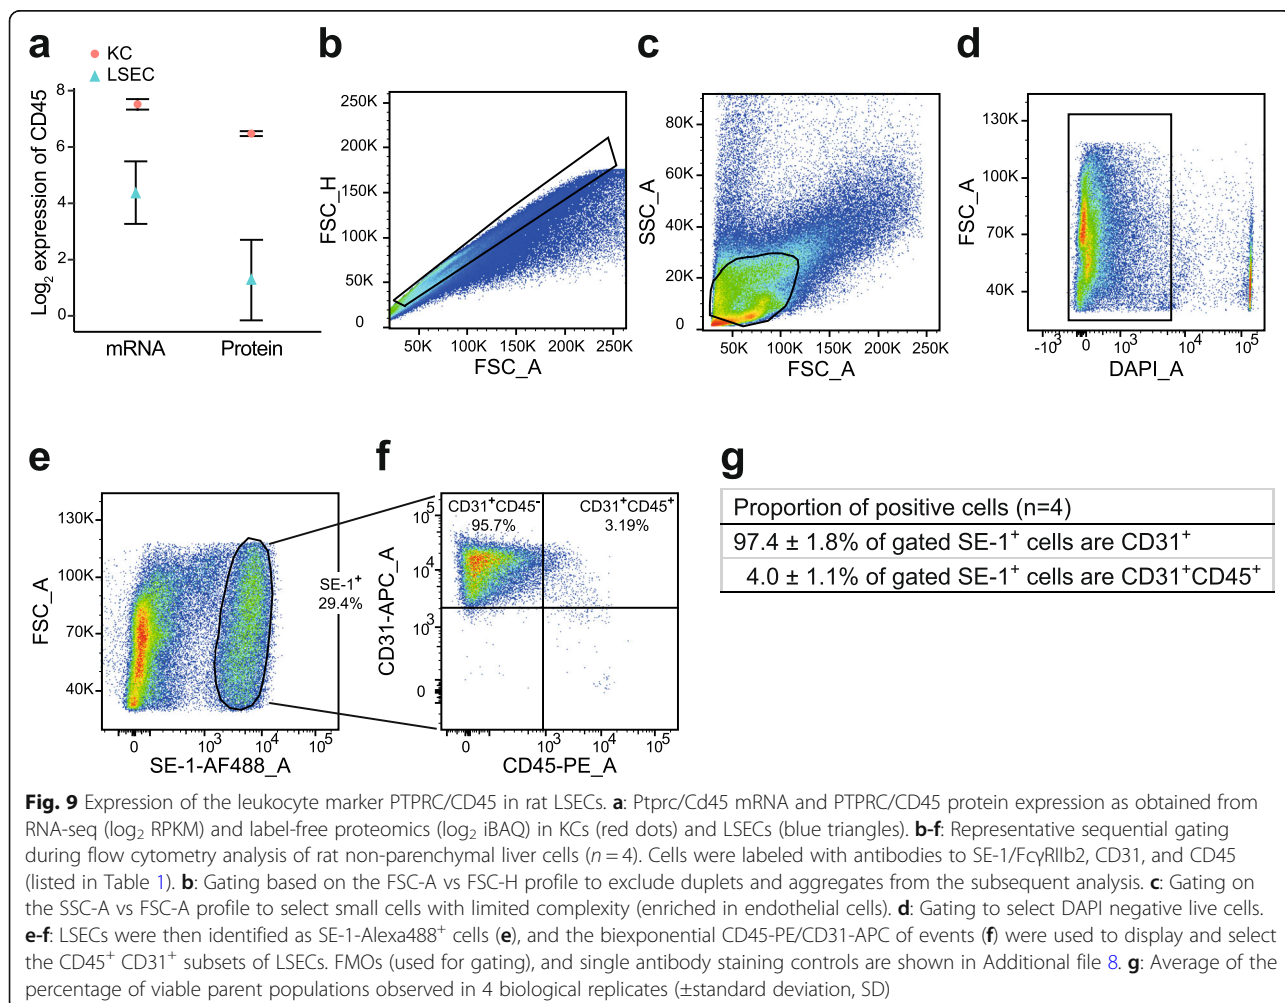 a
KC
LSEC
Log₂ expression of CD45
8
6
4
2
0
mRNA
Protein
b
FSC_H
250K
200K
150K
100K
50K
0
50K 100K 150K 200K 250K
FSC_A
c
SSC_A
80K
60K
40K
20K
0
50K 100K 150K 200K 250K
FSC_A
d
FSC_A
130K
100K
70K
40K
-10³ 0 10³ 10⁴ 10⁵
DAPI_A
e
FSC_A
130K
100K
70K
40K
SE-1⁺
29.4%
0 10³ 10⁴ 10⁵
SE-1-AF488_A
f
CD31-APC_A
10⁵
10⁴
10³
0
CD31⁺CD45⁻
95.7%
CD31⁺CD45⁺
3.19%
0 10³ 10⁴ 10⁵
CD45-PE_A
g
Proportion of positive cells (n=4)
97.4 ± 1.8% of gated SE-1⁺ cells are CD31⁺
4.0 ± 1.1% of gated SE-1⁺ cells are CD31⁺CD45⁺
Fig. 9 Expression of the leukocyte marker PTPRC/CD45 in rat LSECs. a: Ptprc/Cd45 mRNA and PTPRC/CD45 protein expression as obtained from
RNA-seq (log₂ RPKM) and label-free proteomics (log₂ iBAQ) in KCs (red dots) and LSECs (blue triangles). b-f: Representative sequential gating
during flow cytometry analysis of rat non-parenchymal liver cells (n = 4). Cells were labeled with antibodies to SE-1/FcγRIIb2, CD31, and CD45
(listed in Table 1). b: Gating based on the FSC-A vs FSC-H profile to exclude duplets and aggregates from the subsequent analysis. c: Gating on
the SSC-A vs FSC-A profile to select small cells with limited complexity (enriched in endothelial cells). d: Gating to select DAPI negative live cells.
e-f: LSECs were then identified as SE-1-Alexa488⁺ cells (e), and the biexponential CD45-PE/CD31-APC of events (f) were used to display and select
the CD45⁺ CD31⁺ subsets of LSECs. FMOs (used for gating), and single antibody staining controls are shown in Additional file 8. g: Average of the
percentage of viable parent populations observed in 4 biological replicates (±standard deviation, SD)